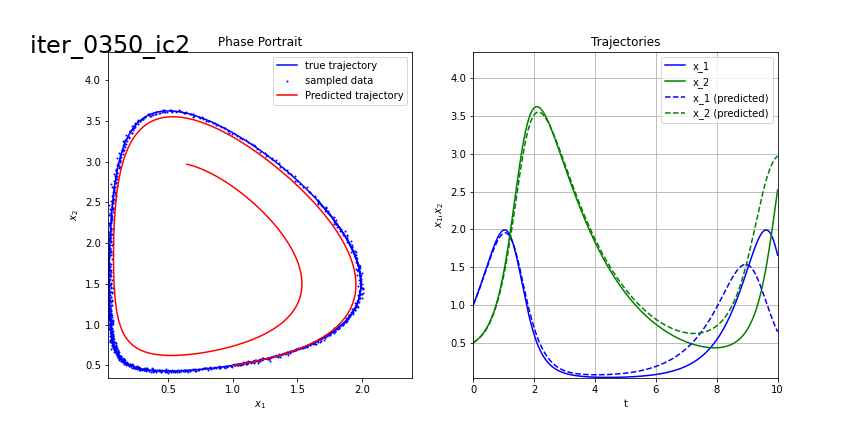 iter_0350_ic2
Phase Portrait
true trajectory
sampled data
Predicted trajectory
4.0
3.5
3.0
2.5
2.0
1.5
1.0
0.5
x₂
0.5
1.0
1.5
2.0
x₁
Trajectories
x_1
x_2
x_1 (predicted)
x_2 (predicted)
4.0
3.5
3.0
2.5
2.0
1.5
1.0
0.5
x₁,x₂
0
2
4
6
8
10
t